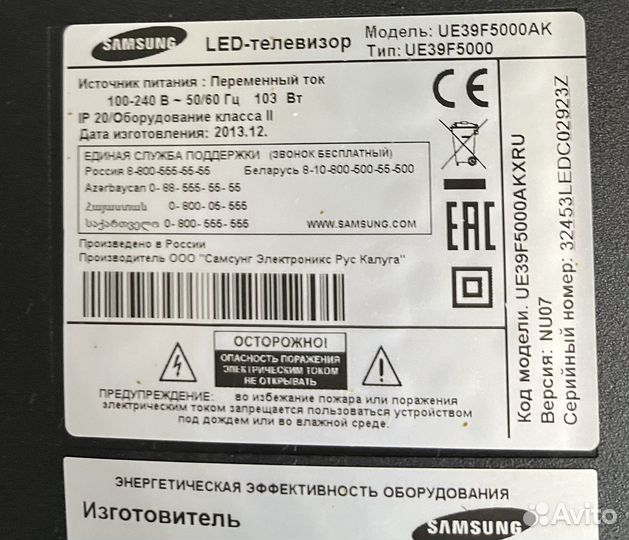 SAMSUNG LED-телевизор Модель: UE39F5000AK
Тип: UE39F5000
Источник питания : Переменный ток
100-240 В ~ 50/60 Гц 103 Вт
IP 20/Оборудование класса II
Дата изготовления: 2013.12.
ЕДИНАЯ СЛУЖБА ПОДДЕРЖКИ (ЗВОНОК БЕСПЛАТНЫЙ)
Россия 8-800-555-55-55 Беларусь 8-10-800-500-55-500
Azərbaycan 0-88-555-55-55
Հայաստան 0-800-05-555
საქართველო 0-800-555-555 WWW.SAMSUNG.COM
Произведено в России
Производитель ООО "Самсунг Электроникс Рус Калуга"
CE
EAC
ОСТОРОЖНО!
ОПАСНОСТЬ ПОРАЖЕНИЯ
ЭЛЕКТРИЧЕСКИМ ТОКОМ
НЕ ОТКРЫВАТЬ
ПРЕДУПРЕЖДЕНИЕ: во избежание пожара или поражения
электрическим током запрещается пользоваться устройством
под дождем или во влажной среде.
Код модели: UE39F5000AKXRU
Версия: NU07
Серийный номер: 32453LEDC02923Z
ЭНЕРГЕТИЧЕСКАЯ ЭФФЕКТИВНОСТЬ ОБОРУДОВАНИЯ
Изготовитель SAMSUNG
Avito